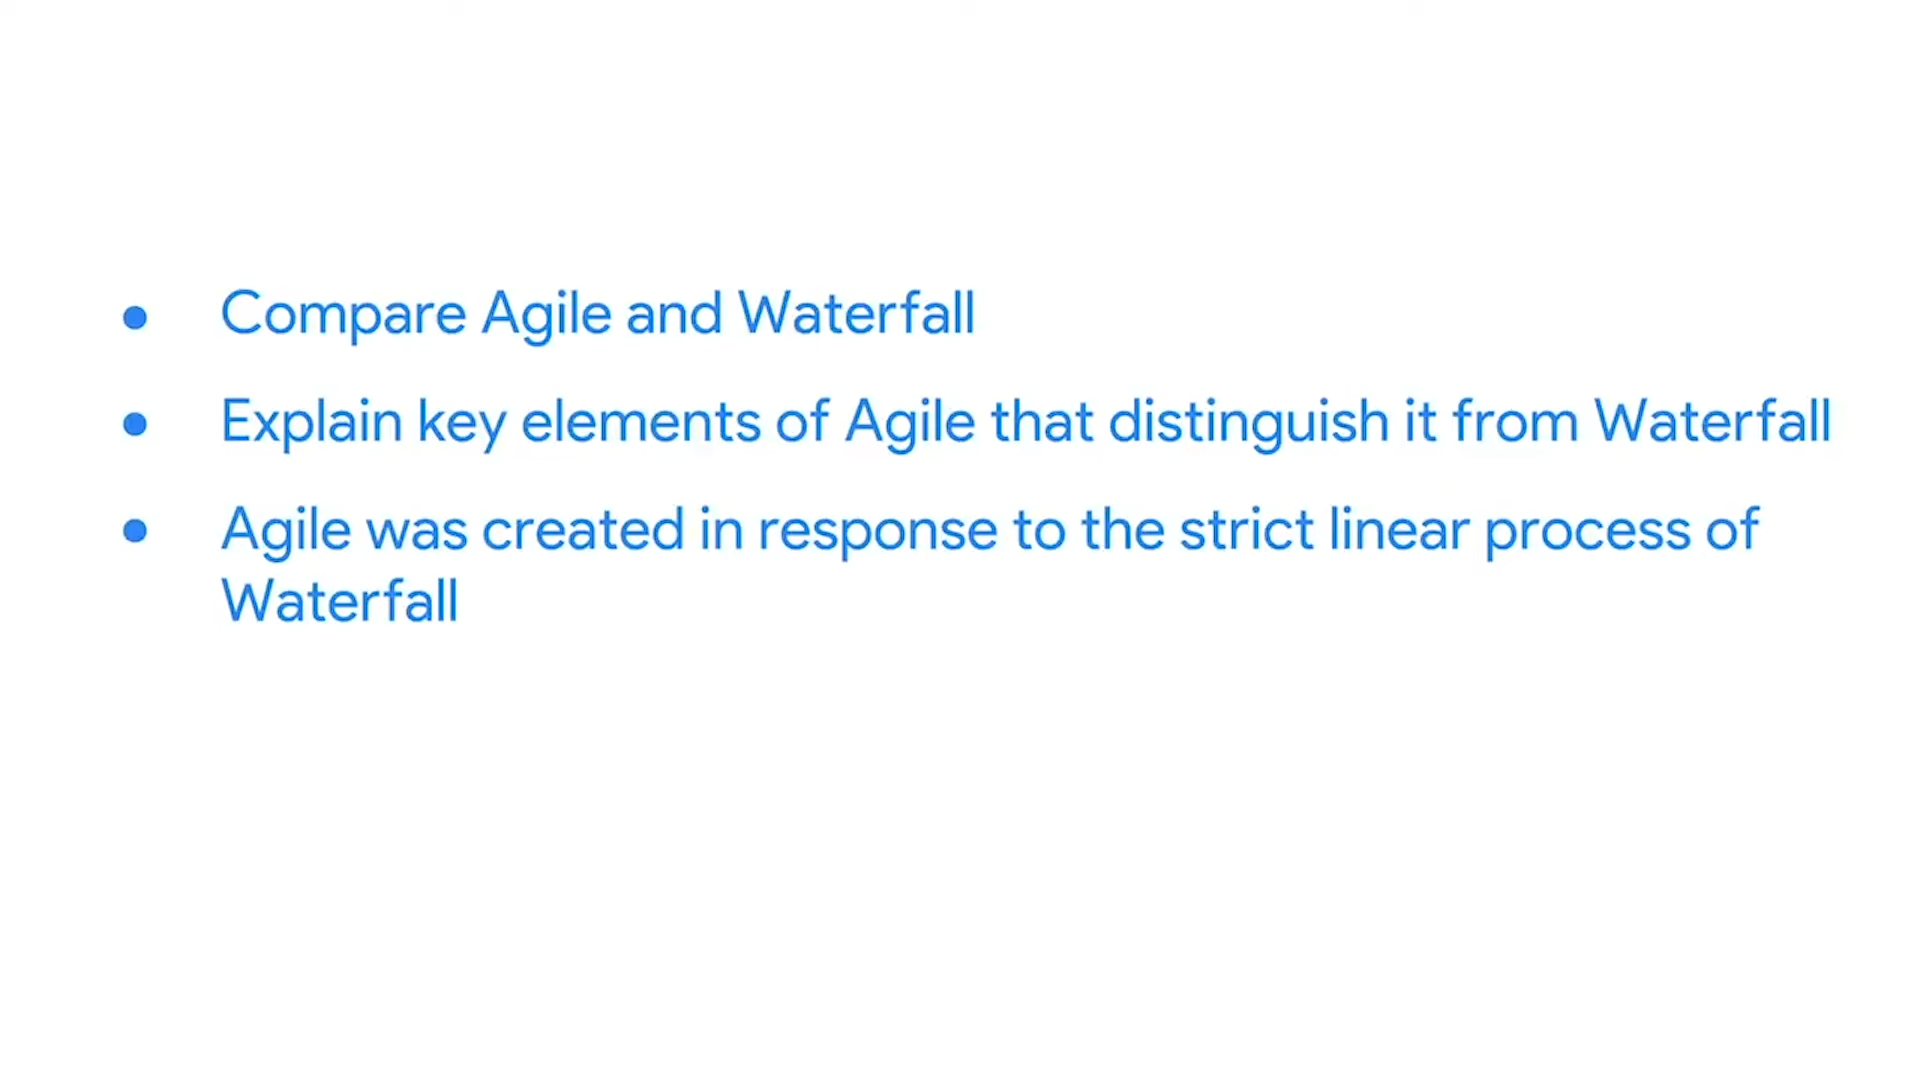 • Compare Agile and Waterfall
• Explain key elements of Agile that distinguish it from Waterfall
• Agile was created in response to the strict linear process of
Waterfall